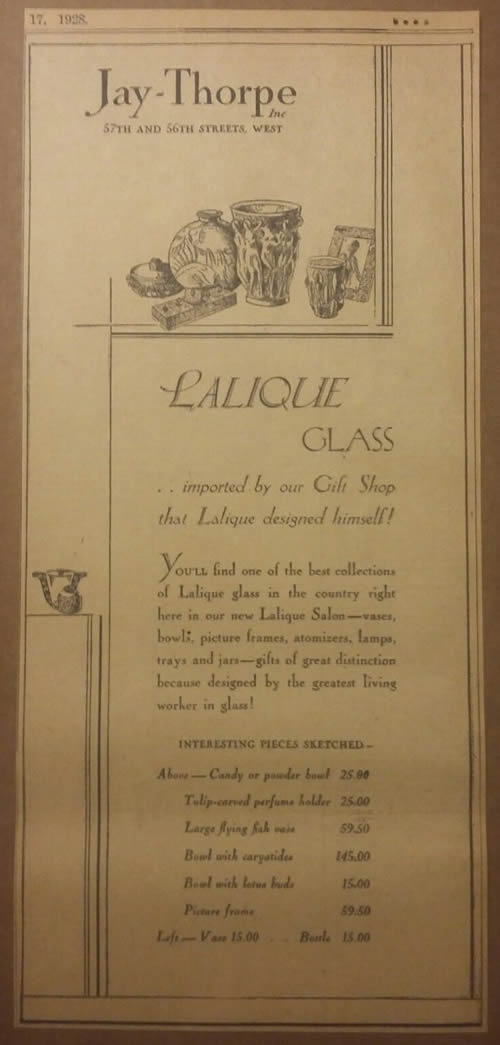 17, 1928.
Jay-Thorpe
Inc
57TH AND 56TH STREETS, WEST
LALIQUE
GLASS
. . imported by our Gift Shop
that Lalique designed himself!
YOU'LL find one of the best collections
of Lalique glass in the country right
here in our new Lalique Salon—vases,
bowls, picture frames, atomizers, lamps,
trays and jars—gifts of great distinction
because designed by the greatest living
worker in glass!
INTERESTING PIECES SKETCHED—
Above — Candy or powder bowl 25.00
Tulip-carved perfume holder 25.00
Large flying fish vase 59.50
Bowl with caryatides 145.00
Bowl with lotus buds 15.00
Picture frame 59.50
Left — Vase 15.00 . . Bottle 15.00